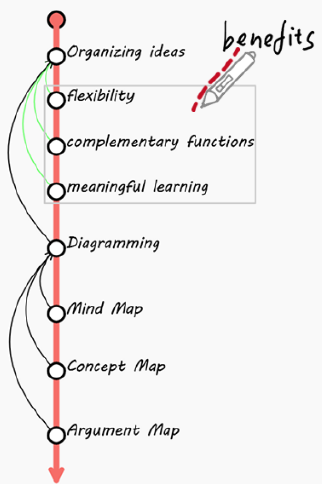 benefits
Organizing ideas
flexibility
complementary functions
meaningful learning
Diagramming
Mind Map
Concept Map
Argument Map